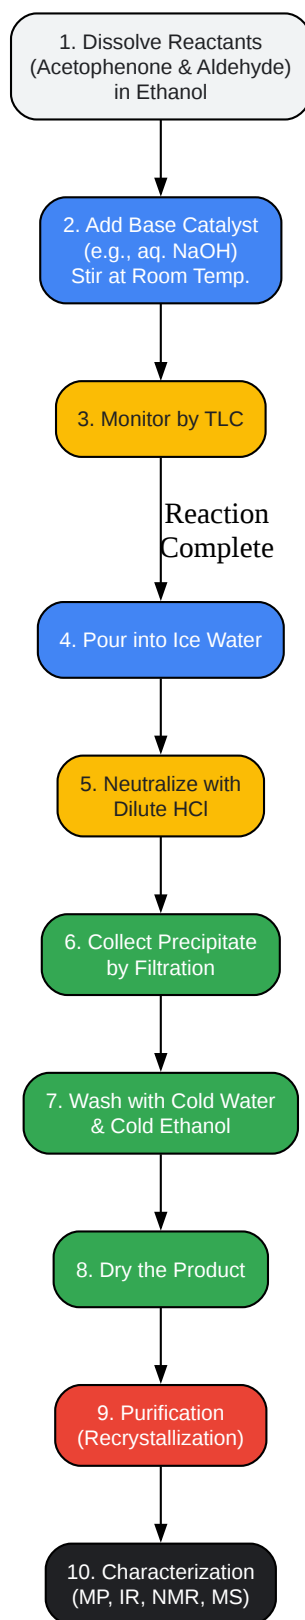 1. Dissolve Reactants
(Acetophenone & Aldehyde)
in Ethanol
2. Add Base Catalyst
(e.g., aq. NaOH)
Stir at Room Temp.
3. Monitor by TLC
Reaction
Complete
4. Pour into Ice Water
5. Neutralize with
Dilute HCl
6. Collect Precipitate
by Filtration
7. Wash with Cold Water
& Cold Ethanol
8. Dry the Product
9. Purification
(Recrystallization)
10. Characterization
(MP, IR, NMR, MS)